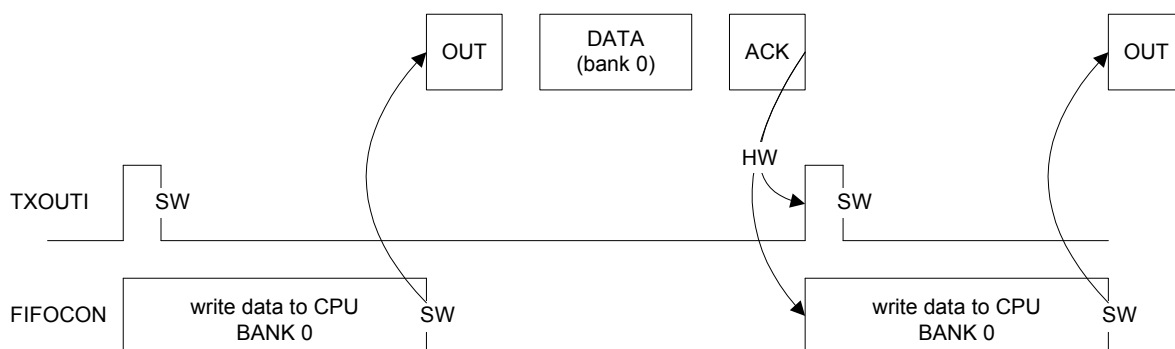 OUT
DATA
(bank 0)
ACK
OUT
HW
TXOUTI
SW
SW
FIFOCON
write data to CPU
BANK 0
SW
write data to CPU
BANK 0
SW